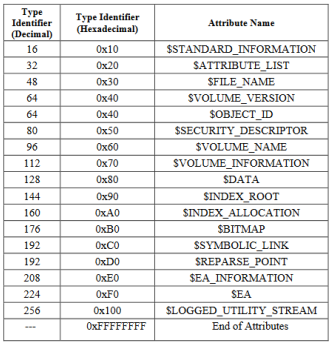 Type Identifier (Decimal) Type Identifier (Hexadecimal) Attribute Name
16 0x10 $STANDARD_INFORMATION
32 0x20 $ATTRIBUTE_LIST
48 0x30 $FILE_NAME
64 0x40 $VOLUME_VERSION
64 0x40 $OBJECT_ID
80 0x50 $SECURITY_DESCRIPTOR
96 0x60 $VOLUME_NAME
112 0x70 $VOLUME_INFORMATION
128 0x80 $DATA
144 0x90 $INDEX_ROOT
160 0xA0 $INDEX_ALLOCATION
176 0xB0 $BITMAP
192 0xC0 $SYMBOLIC_LINK
192 0xD0 $REPARSE_POINT
208 0xE0 $EA_INFORMATION
224 0xF0 $EA
256 0x100 $LOGGED_UTILITY_STREAM
--- 0xFFFFFFFF End of Attributes